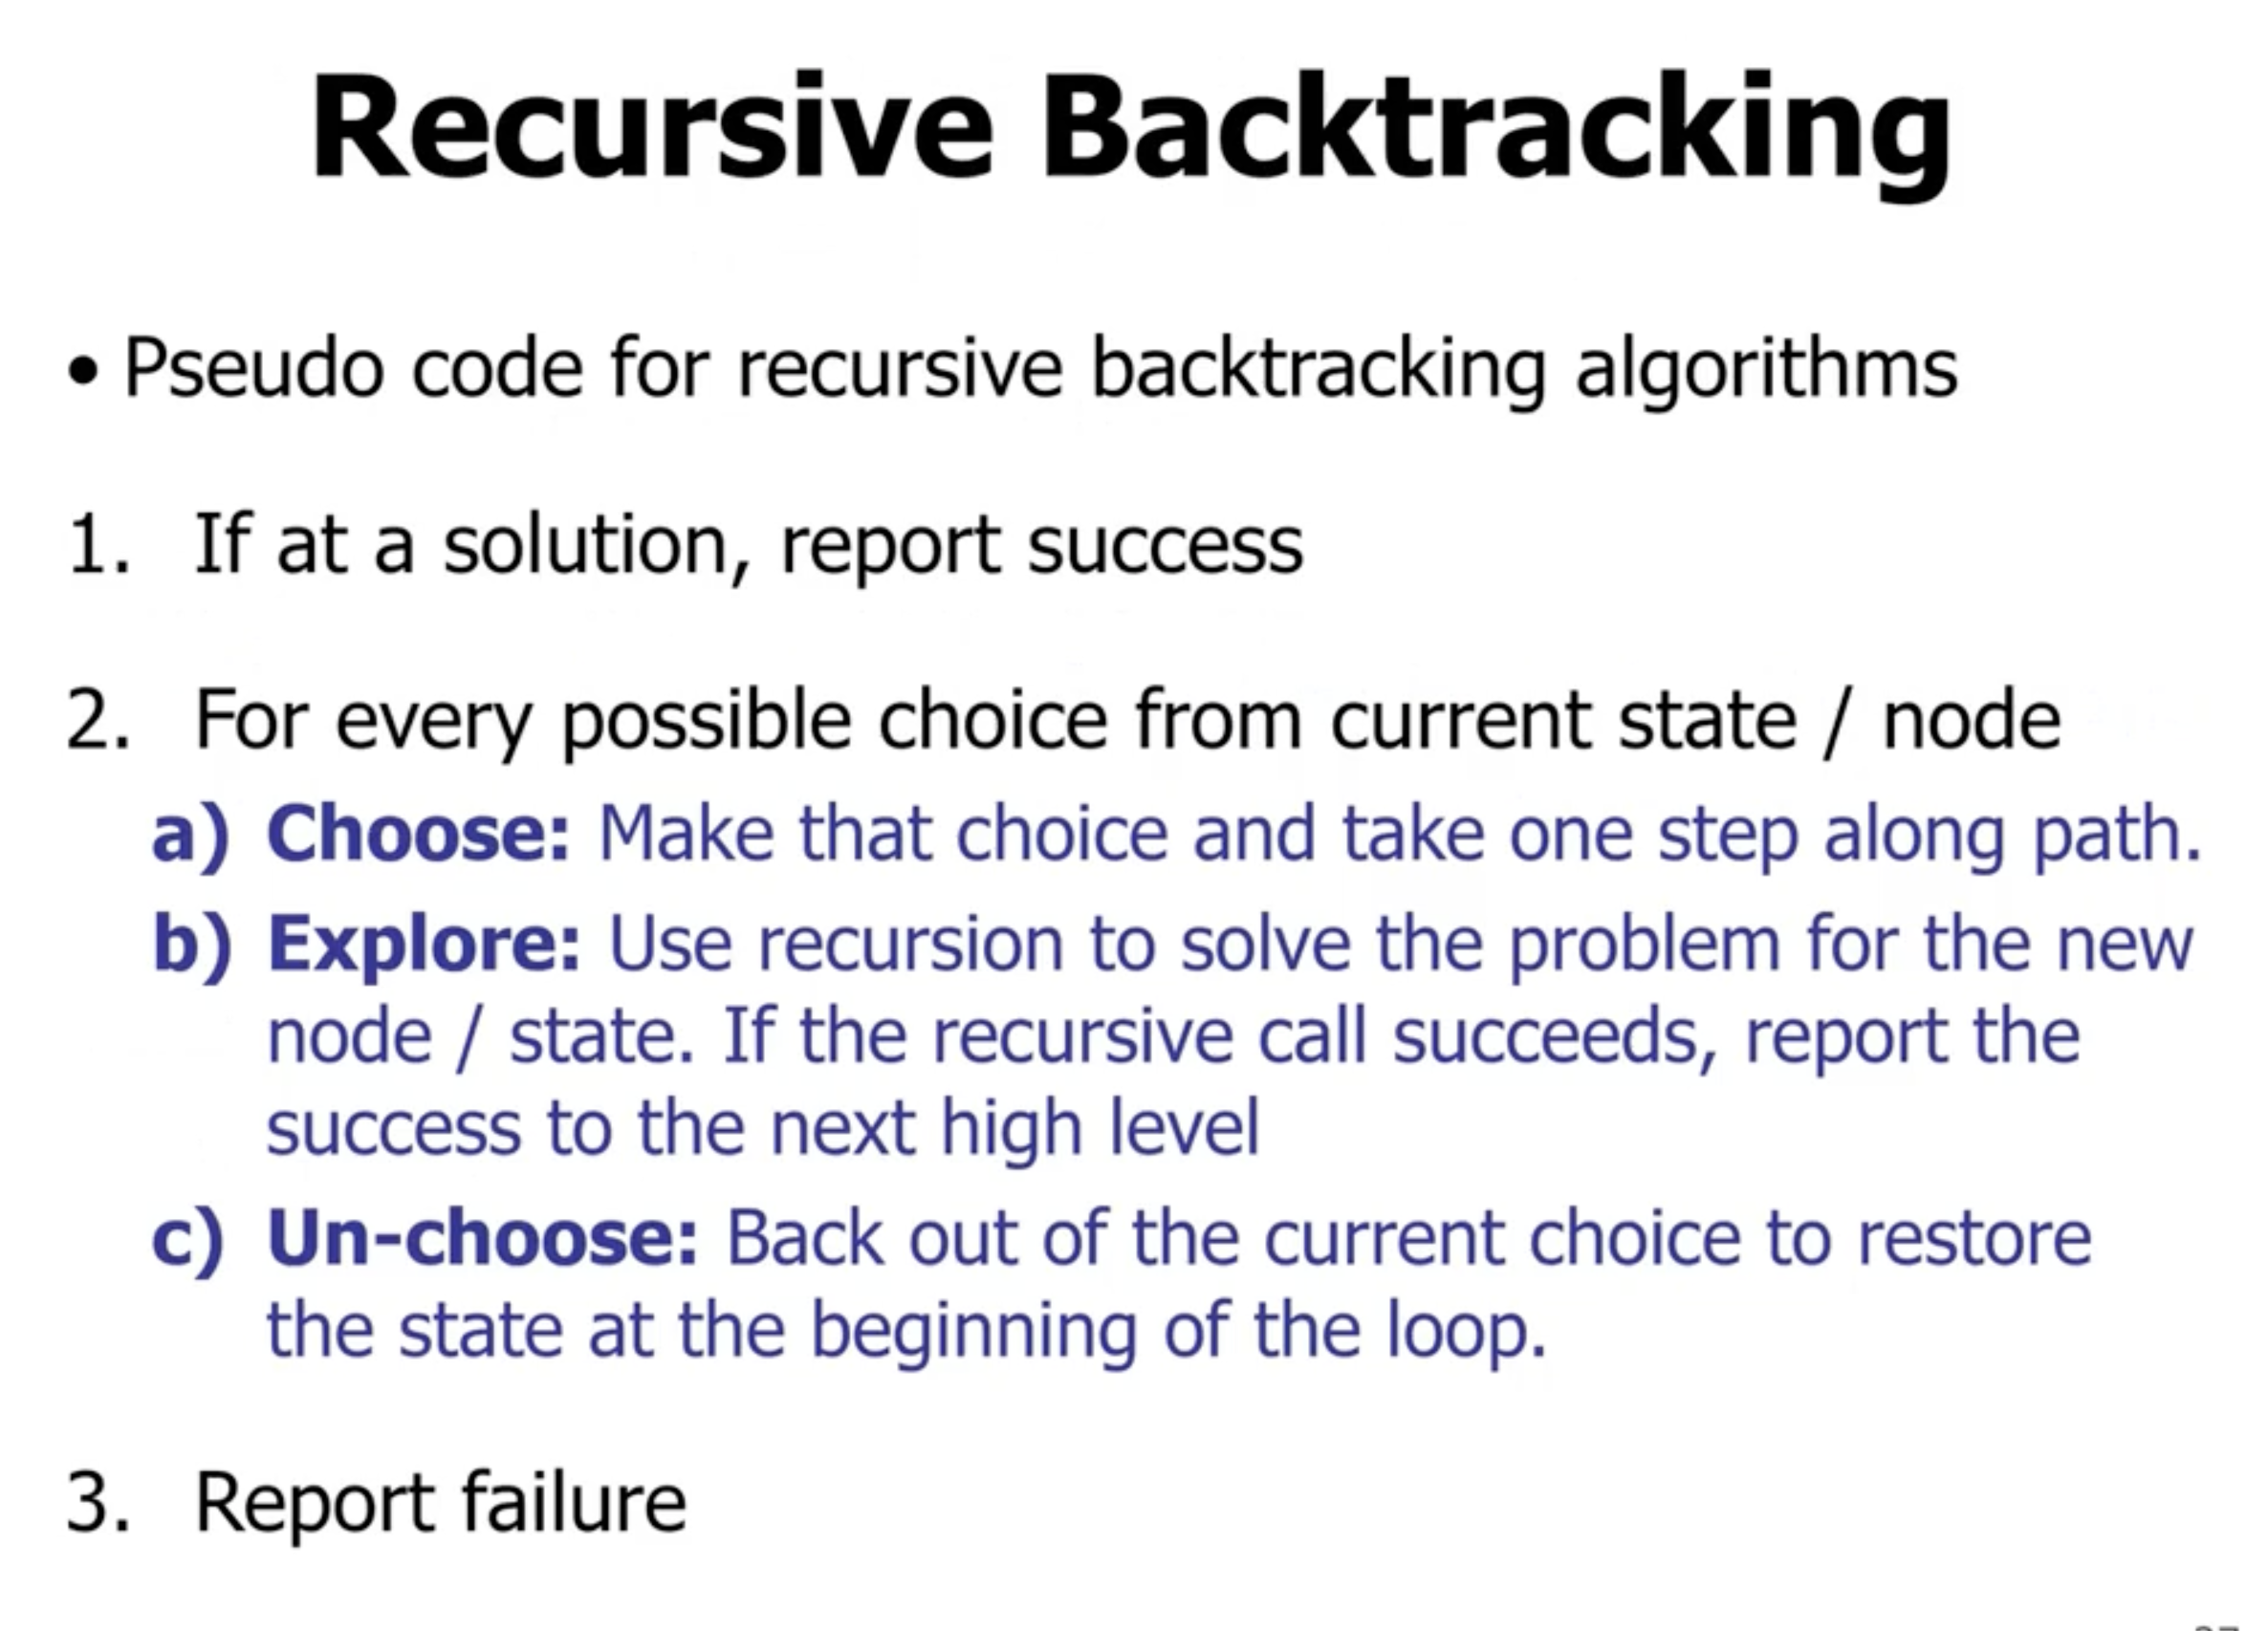 Recursive Backtracking
• Pseudo code for recursive backtracking algorithms
1. If at a solution, report success
2. For every possible choice from current state / node
a) Choose: Make that choice and take one step along path.
b) Explore: Use recursion to solve the problem for the new
node / state. If the recursive call succeeds, report the
success to the next high level
c) Un-choose: Back out of the current choice to restore
the state at the beginning of the loop.
3. Report failure